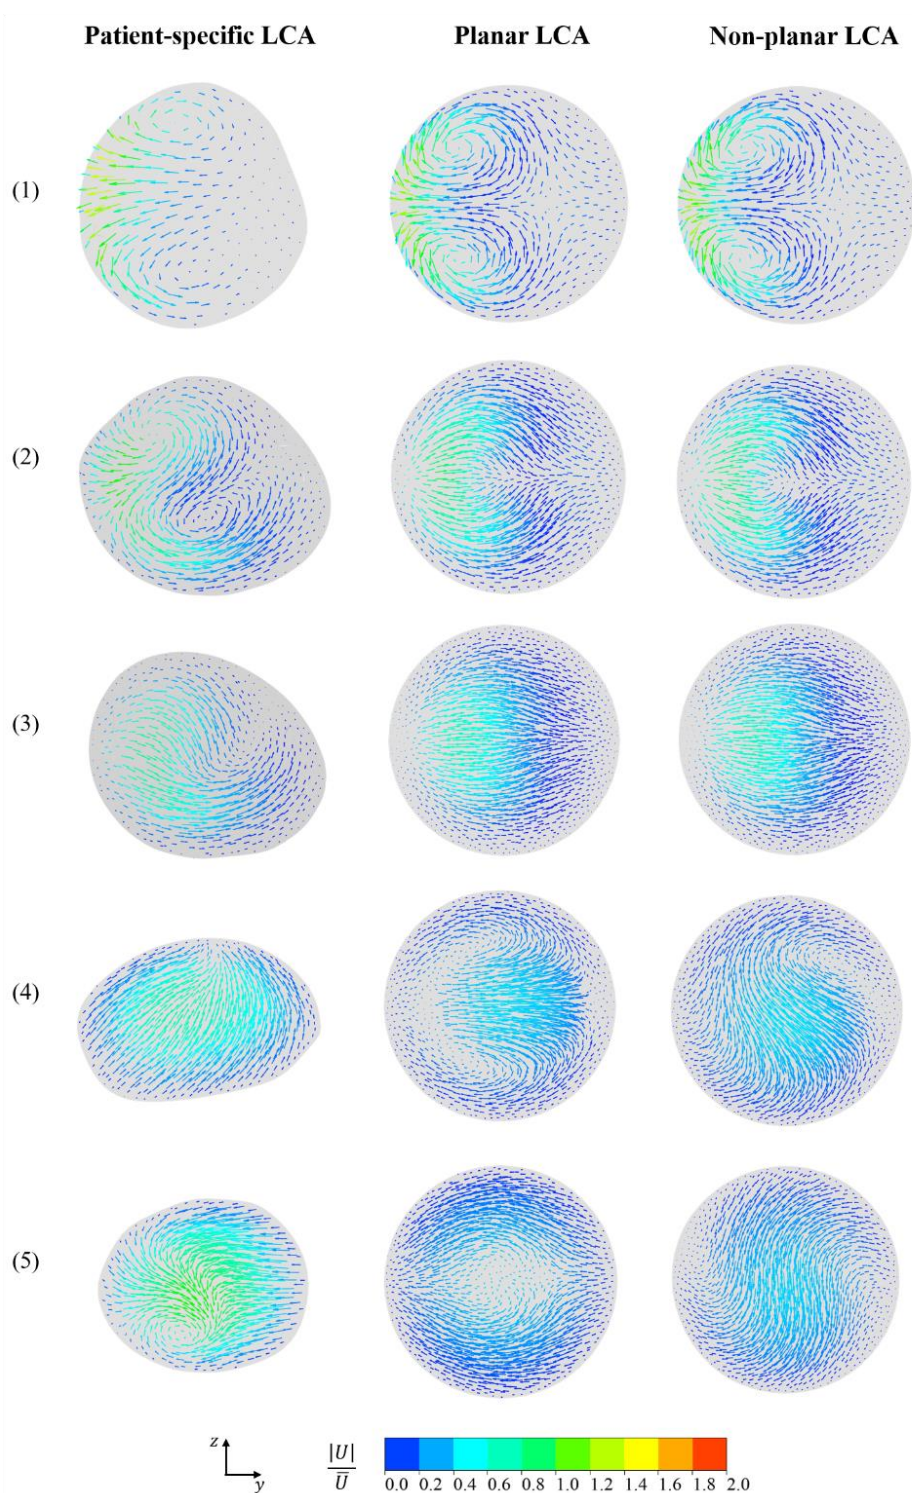 Patient-specific LCA Planar LCA Non-planar LCA
(1)
(2)
(3)
(4)
(5)
z
y
|U|
Ū
0.0 0.2 0.4 0.6 0.8 1.0 1.2 1.4 1.6 1.8 2.0